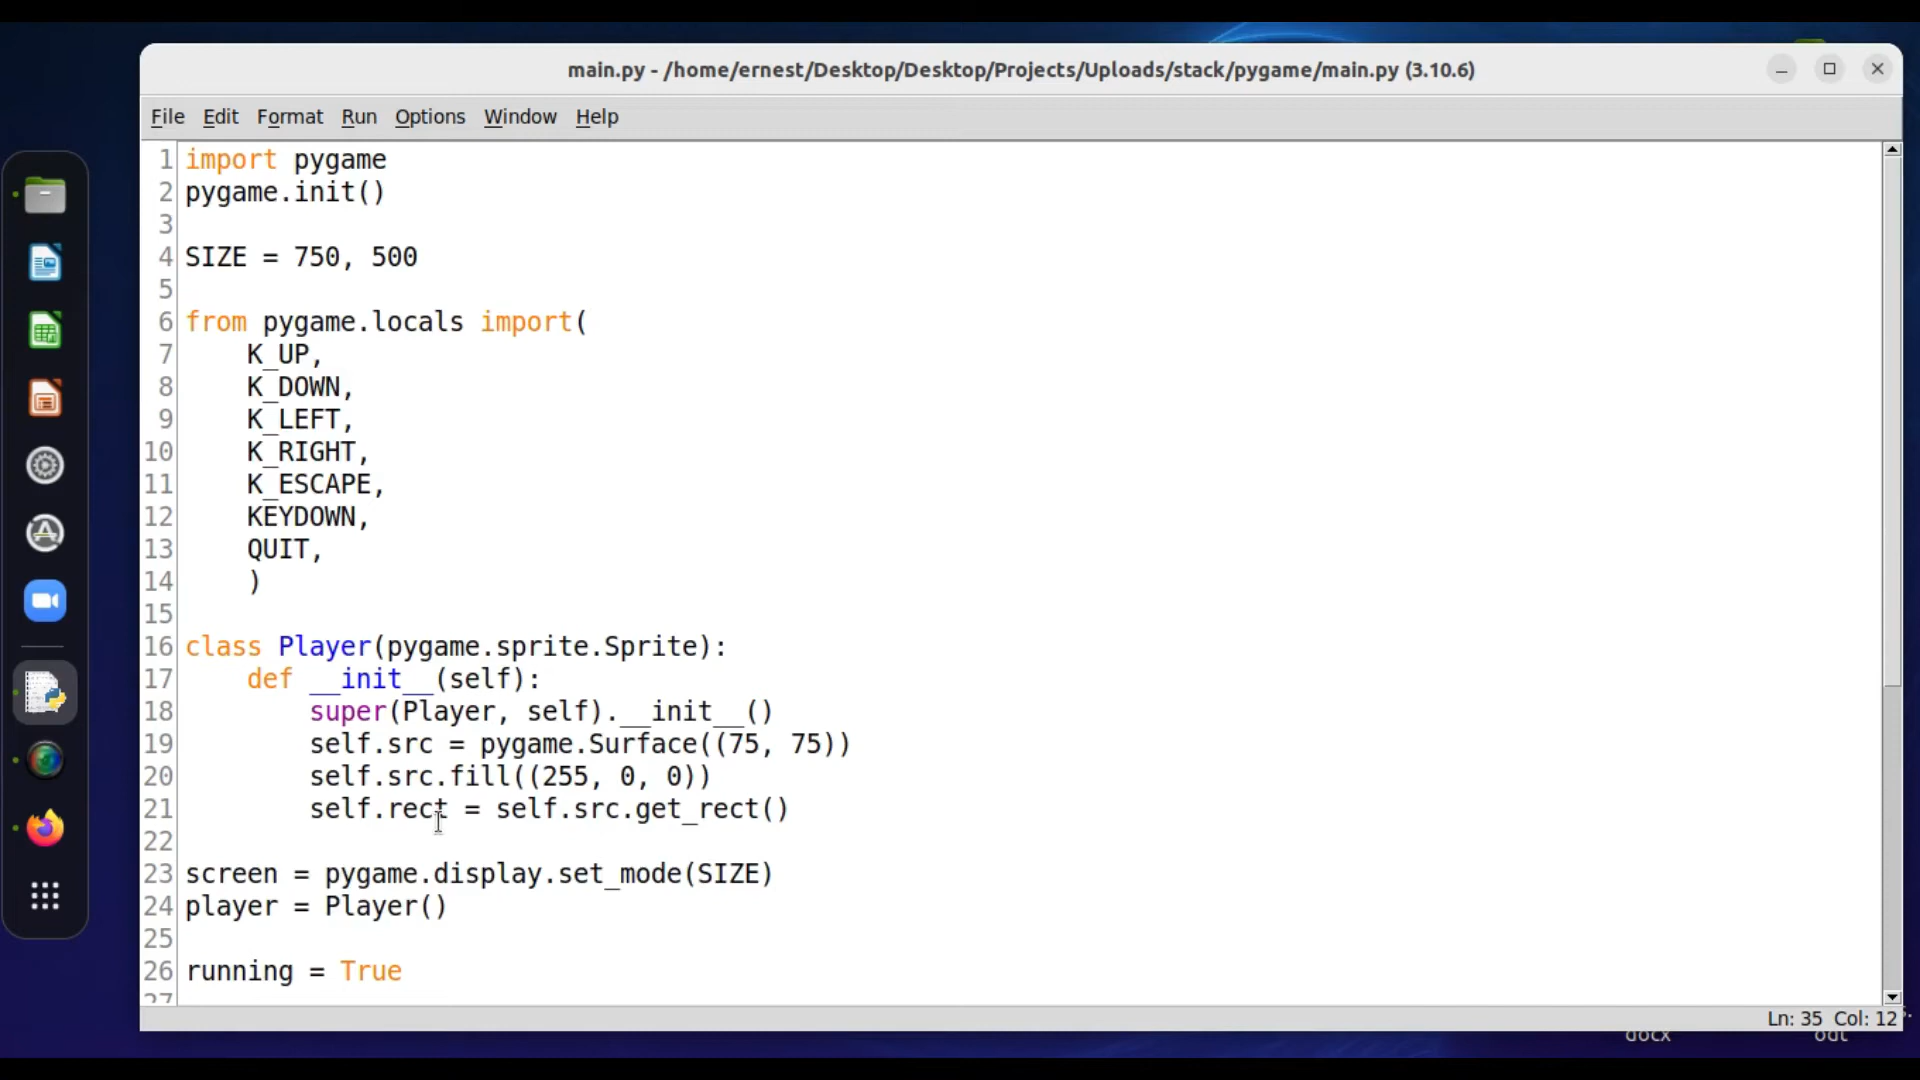 main.py - /home/ernest/Desktop/Desktop/Projects/Uploads/stack/pygame/main.py (3.10.6)
File Edit Format Run Options Window Help
1 import pygame
2 pygame.init()
3
4 SIZE = 750, 500
5
6 from pygame.locals import(
7     K_UP,
8     K_DOWN,
9     K_LEFT,
10     K_RIGHT,
11     K_ESCAPE,
12     KEYDOWN,
13     QUIT,
14     )
15
16 class Player(pygame.sprite.Sprite):
17     def __init__(self):
18         super(Player, self).__init__()
19         self.src = pygame.Surface((75, 75))
20         self.src.fill((255, 0, 0))
21         self.rect = self.src.get_rect()
22
23 screen = pygame.display.set_mode(SIZE)
24 player = Player()
25
26 running = True
27
Ln: 35 Col: 12
docx odt